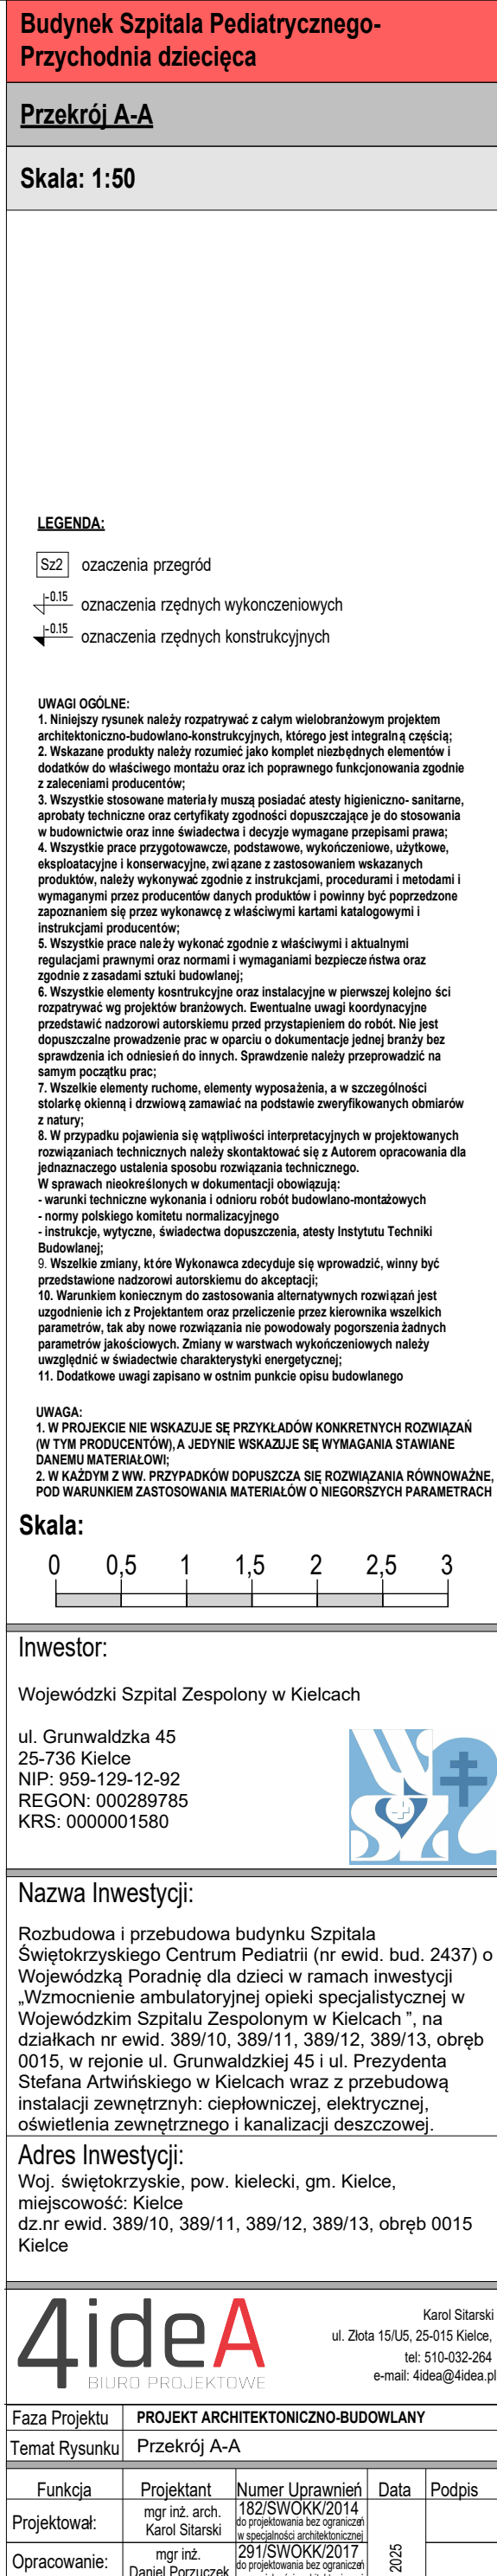 Budynek Szpitala Pediatrycznego-
Przychodnia dziecięca
Przekrój A-A
Skala: 1:50
LEGENDA:
Sz2 ozaczenia przegród
-0.15 oznaczenia rzędnych wykonczeniowych
-0.15 oznaczenia rzędnych konstrukcyjnych
UWAGI OGÓLNE:
1. Niniejszy rysunek należy rozpatrywać z całym wielobranżowym projektem
architektoniczno-budowlano-konstrukcyjnych, którego jest integralną częścią;
2. Wskazane produkty należy rozumieć jako komplet niezbędnych elementów i
dodatków do właściwego montażu oraz ich poprawnego funkcjonowania zgodnie
z zaleceniami producentów;
3. Wszystkie stosowane materiały muszą posiadać atesty higieniczno- sanitarne,
aprobaty techniczne oraz certyfikaty zgodności dopuszczające je do stosowania
w budownictwie oraz inne świadectwa i decyzje wymagane przepisami prawa;
4. Wszystkie prace przygotowawcze, podstawowe, wykończeniowe, użytkowe,
eksploatacyjne i konserwacyjne, związane z zastosowaniem wskazanych
produktów, należy wykonywać zgodnie z instrukcjami, procedurami i metodami i
wymaganymi przez producentów danych produktów i powinny być poprzedzone
zapoznaniem się przez wykonawcę z właściwymi kartami katalogowymi i
instrukcjami producentów;
5. Wszystkie prace należy wykonać zgodnie z właściwymi i aktualnymi
regulacjami prawnymi oraz normami i wymaganiami bezpiecze ństwa oraz
zgodnie z zasadami sztuki budowlanej;
6. Wszystkie elementy kosntrukcyjne oraz instalacyjne w pierwszej kolejno ści
rozpatrywać wg projektów branżowych. Ewentualne uwagi koordynacyjne
przedstawić nadzorowi autorskiemu przed przystapieniem do robót. Nie jest
dopuszczalne prowadzenie prac w oparciu o dokumentacje jednej branży bez
sprawdzenia ich odniesień do innych. Sprawdzenie należy przeprowadzić na
samym początku prac;
7. Wszelkie elementy ruchome, elementy wyposażenia, a w szczególności
stolarkę okienną i drzwiową zamawiać na podstawie zweryfikowanych obmiarów
z natury;
8. W przypadku pojawienia się wątpliwości interpretacyjnych w projektowanych
rozwiązaniach technicznych należy skontaktować się z Autorem opracowania dla
jednaznaczego ustalenia sposobu rozwiązania technicznego.
W sprawach nieokreślonych w dokumentacji obowiązują:
- warunki techniczne wykonania i odnioru robót budowlano-montażowych
- normy polskiego komitetu normalizacyjnego
- instrukcje, wytyczne, świadectwa dopuszczenia, atesty Instytutu Techniki
Budowlanej;
9. Wszelkie zmiany, które Wykonawca zdecyduje się wprowadzić, winny być
przedstawione nadzorowi autorskiemu do akceptacji;
10. Warunkiem koniecznym do zastosowania alternatywnych rozwiązań jest
uzgodnienie ich z Projektantem oraz przeliczenie przez kierownika wszelkich
parametrów, tak aby nowe rozwiązania nie powodowały pogorszenia żadnych
parametrów jakościowych. Zmiany w warstwach wykończeniowych należy
uwzględnić w świadectwie charakterystyki energetycznej;
11. Dodatkowe uwagi zapisano w ostnim punkcie opisu budowlanego
UWAGA:
1. W PROJEKCIE NIE WSKAZUJE SĘ PRZYKŁADÓW KONKRETNYCH ROZWIĄZAŃ
(W TYM PRODUCENTÓW), A JEDYNIE WSKAZUJE SIĘ WYMAGANIA STAWIANE
DANEMU MATERIAŁOWI;
2. W KAŻDYM Z WW. PRZYPADKÓW DOPUSZCZA SIĘ ROZWIĄZANIA RÓWNOWAŻNE,
POD WARUNKIEM ZASTOSOWANIA MATERIAŁÓW O NIEGORSZYCH PARAMETRACH
Skala:
0 0,5 1 1,5 2 2,5 3
Inwestor:
Wojewódzki Szpital Zespolony w Kielcach
ul. Grunwaldzka 45
25-736 Kielce
NIP: 959-129-12-92
REGON: 000289785
KRS: 0000001580
Nazwa Inwestycji:
Rozbudowa i przebudowa budynku Szpitala
Świętokrzyskiego Centrum Pediatrii (nr ewid. bud. 2437) o
Wojewódzką Poradnię dla dzieci w ramach inwestycji
„Wzmocnienie ambulatoryjnej opieki specjalistycznej w
Wojewódzkim Szpitalu Zespolonym w Kielcach ”, na
działkach nr ewid. 389/10, 389/11, 389/12, 389/13, obręb
0015, w rejonie ul. Grunwaldzkiej 45 i ul. Prezydenta
Stefana Artwińskiego w Kielcach wraz z przebudową
instalacji zewnętrznyh: ciepłowniczej, elektrycznej,
oświetlenia zewnętrznego i kanalizacji deszczowej.
Adres Inwestycji:
Woj. świętokrzyskie, pow. kielecki, gm. Kielce,
miejscowość: Kielce
dz.nr ewid. 389/10, 389/11, 389/12, 389/13, obręb 0015
Kielce
4ideA
BIURO PROJEKTOWE
Karol Sitarski
ul. Złota 15/U5, 25-015 Kielce,
tel: 510-032-264
e-mail: 4idea@4idea.pl
Faza Projektu PROJEKT ARCHITEKTONICZNO-BUDOWLANY
Temat Rysunku Przekrój A-A
Funkcja Projektant Numer Uprawnień Data Podpis
Projektował: mgr inż. arch. Karol Sitarski 182/SWOKK/2014
do projektowania bez ograniczeń
w specjalności architektonicznej
2025
Opracowanie: mgr inż. Daniel Porzuczek 291/SWOKK/2017
do projektowania bez ograniczeń